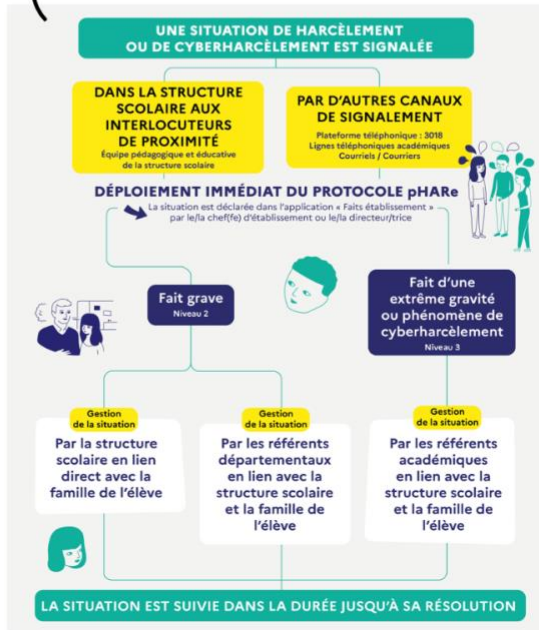 UNE SITUATION DE HARCÈLEMENT
OU DE CYBERHARCÈLEMENT EST SIGNALÉE
DANS LA STRUCTURE
SCOLAIRE AUX
INTERLOCUTEURS
DE PROXIMITÉ
Équipe pédagogique et éducative
de la structure scolaire
PAR D'AUTRES CANAUX
DE SIGNALEMENT
Plateforme téléphonique : 3018
Lignes téléphoniques académiques
Courriels / Courriers
DÉPLOIEMENT IMMÉDIAT DU PROTOCOLE pHARe
La situation est déclarée dans l'application « Faits établissement »
par le/la chef(fe) d'établissement ou le/la directeur/trice
Fait grave
Niveau 2
Fait d'une
extrême gravité
ou phénomène de
cyberharcèlement
Niveau 3
Gestion
de la situation
Par la structure
scolaire en lien
direct avec la
famille de l'élève
Gestion
de la situation
Par les référents
départementaux
en lien avec la
structure scolaire
et la famille de
l'élève
Gestion
de la situation
Par les référents
académiques
en lien avec la
structure scolaire
et la famille de
l'élève
LA SITUATION EST SUIVIE DANS LA DURÉE JUSQU'À SA RÉSOLUTION